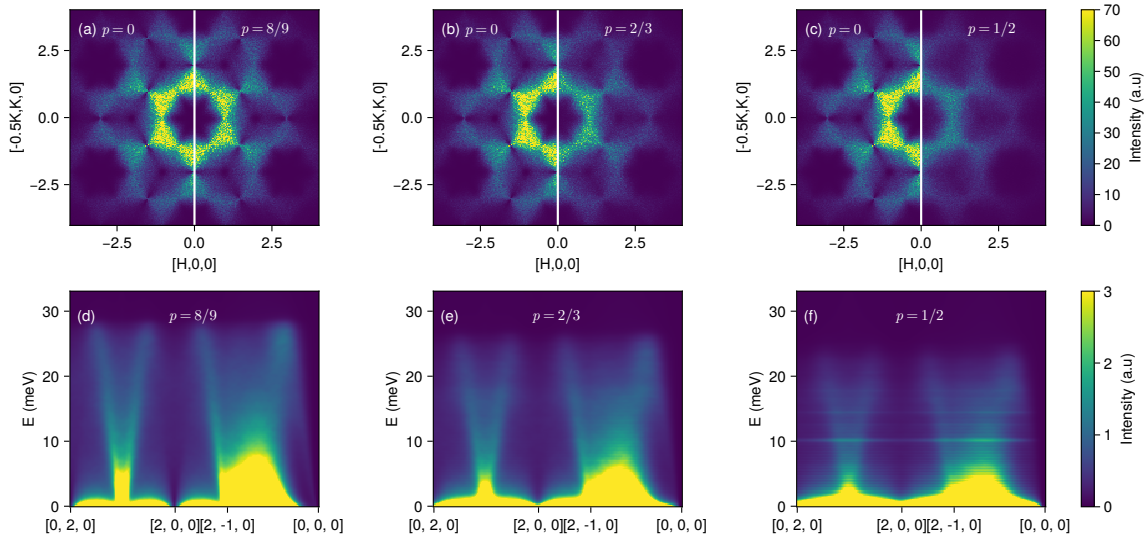 (a) p = 0 p = 8/9
2.5
0.0
−2.5
[-0.5K,K,0]
−2.5 0.0 2.5
[H,0,0]
(b) p = 0 p = 2/3
2.5
0.0
−2.5
[-0.5K,K,0]
−2.5 0.0 2.5
[H,0,0]
(c) p = 0 p = 1/2
2.5
0.0
−2.5
[-0.5K,K,0]
−2.5 0.0 2.5
[H,0,0]
70
60
50
40
30
20
10
0
Intensity (a.u)
(d) p = 8/9
30
20
10
0
E (meV)
[0, 2, 0] [2, 0, 0] [2, -1, 0] [0, 0, 0]
(e) p = 2/3
30
20
10
0
E (meV)
[0, 2, 0] [2, 0, 0] [2, -1, 0] [0, 0, 0]
(f) p = 1/2
30
20
10
0
E (meV)
[0, 2, 0] [2, 0, 0] [2, -1, 0] [0, 0, 0]
3
2
1
0
Intensity (a.u)